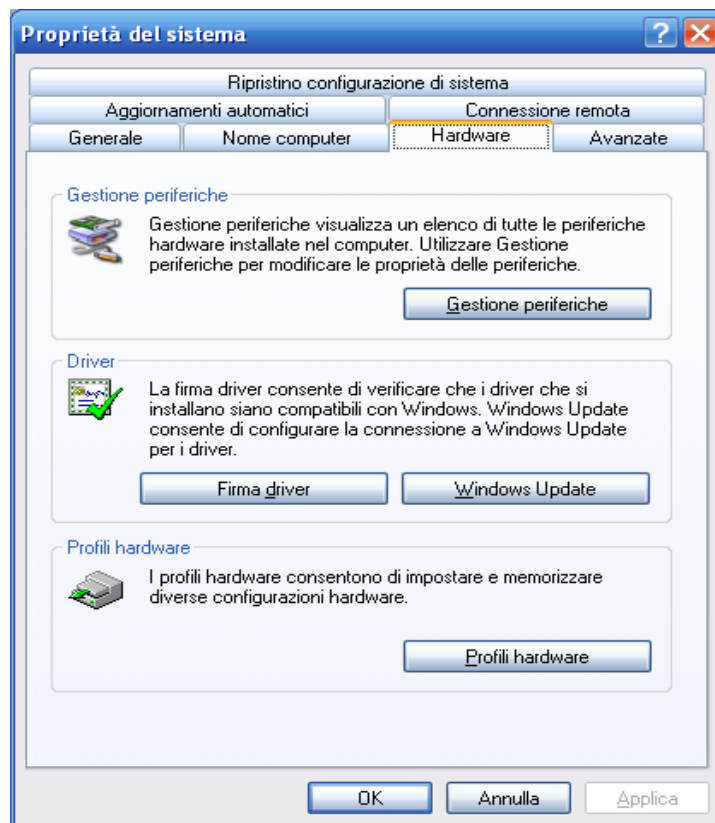 Proprietà del sistema
Ripristino configurazione di sistema
Aggiornamenti automatici Connessione remota
Generale Nome computer Hardware Avanzate
Gestione periferiche
Gestione periferiche visualizza un elenco di tutte le periferiche
hardware installate nel computer. Utilizzare Gestione
periferiche per modificare le proprietà delle periferiche.
Gestione periferiche
Driver
La firma driver consente di verificare che i driver che si
installano siano compatibili con Windows. Windows Update
consente di configurare la connessione a Windows Update
per i driver.
Firma driver Windows Update
Profili hardware
I profili hardware consentono di impostare e memorizzare
diverse configurazioni hardware.
Profili hardware
OK Annulla Applica